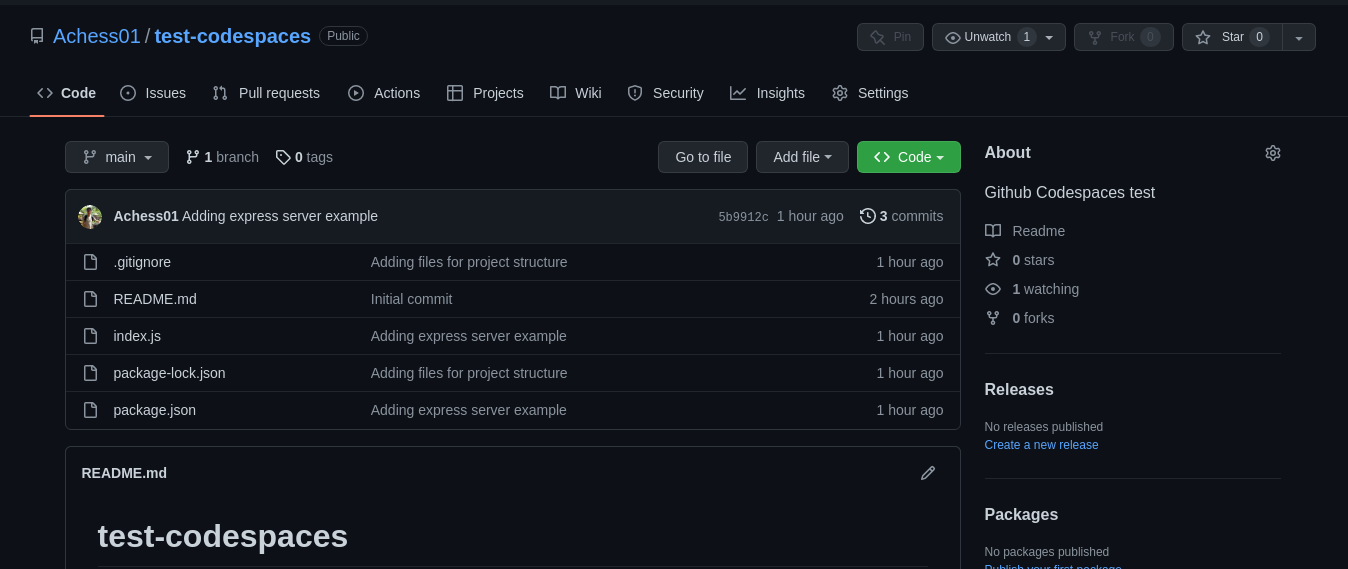 Achess01 / test-codespaces Public
Pin Unwatch 1 Fork 0 Star 0
Code Issues Pull requests Actions Projects Wiki Security Insights Settings
main 1 branch 0 tags Go to file Add file Code
Achess01 Adding express server example 5b9912c 1 hour ago 3 commits
.gitignore Adding files for project structure 1 hour ago
README.md Initial commit 2 hours ago
index.js Adding express server example 1 hour ago
package-lock.json Adding files for project structure 1 hour ago
package.json Adding express server example 1 hour ago
README.md
test-codespaces
About
Github Codespaces test
Readme
0 stars
1 watching
0 forks
Releases
No releases published
Create a new release
Packages
No packages published
Publish your first package